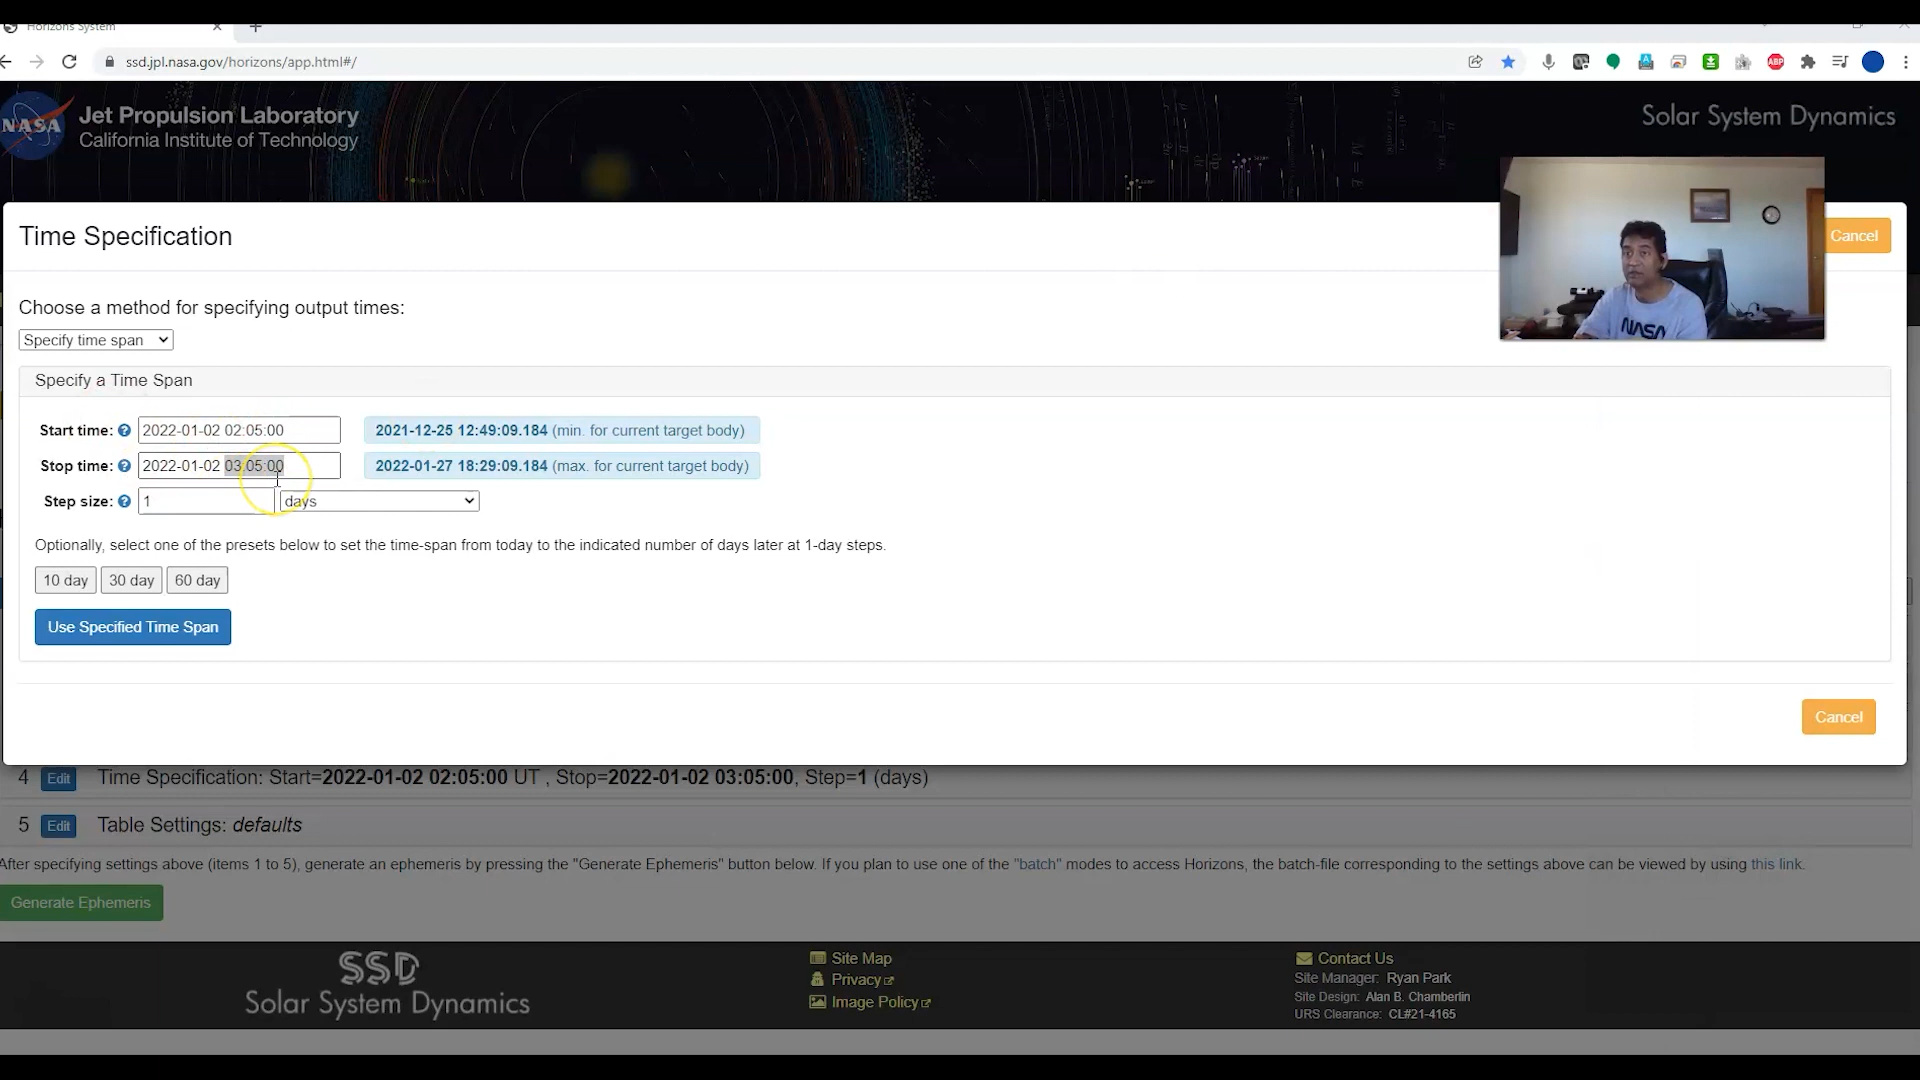 Horizons System
ssd.jpl.nasa.gov/horizons/app.html#/
ABP
NASA
Jet Propulsion Laboratory
California Institute of Technology
Solar System Dynamics
NASA
Time Specification
Cancel
Choose a method for specifying output times:
Specify time span
Specify a Time Span
Start time: ? 2022-01-02 02:05:00 2021-12-25 12:49:09.184 (min. for current target body)
Stop time: ? 2022-01-02 03:05:00 2022-01-27 18:29:09.184 (max. for current target body)
Step size: ? 1 days
Optionally, select one of the presets below to set the time-span from today to the indicated number of days later at 1-day steps.
10 day 30 day 60 day
Use Specified Time Span
Cancel
4 Edit Time Specification: Start=2022-01-02 02:05:00 UT , Stop=2022-01-02 03:05:00, Step=1 (days)
5 Edit Table Settings: defaults
After specifying settings above (items 1 to 5), generate an ephemeris by pressing the "Generate Ephemeris" button below. If you plan to use one of the "batch" modes to access Horizons, the batch-file corresponding to the settings above can be viewed by using this link.
Generate Ephemeris
SSD
Solar System Dynamics
Site Map
Privacy
Image Policy
Contact Us
Site Manager: Ryan Park
Site Design: Alan B. Chamberlin
URS Clearance: CL#21-4165